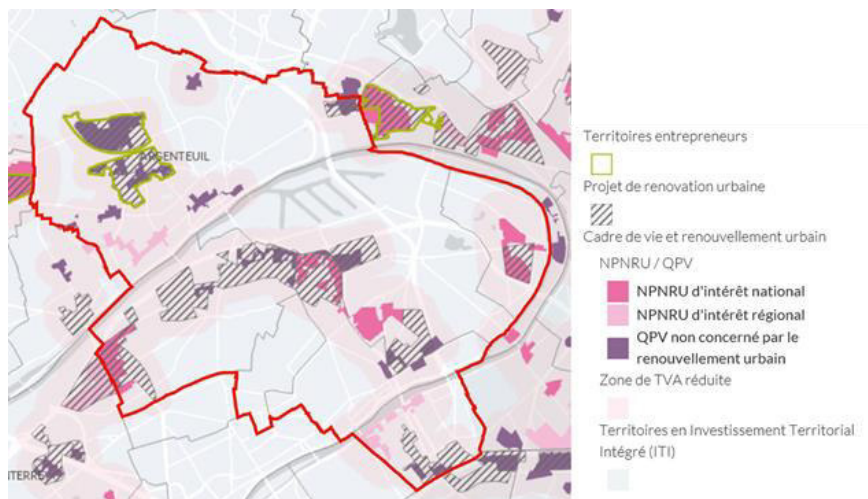 ARGENTEUIL
NTERRE
Territoires entrepreneurs
Projet de renovation urbaine
Cadre de vie et renouvellement urbain
NPNRU / QPV
NPNRU d'intérêt national
NPNRU d'intérêt régional
QPV non concerné par le
renouvellement urbain
Zone de TVA réduite
Territoires en Investissement Territorial
Intégré (ITI)